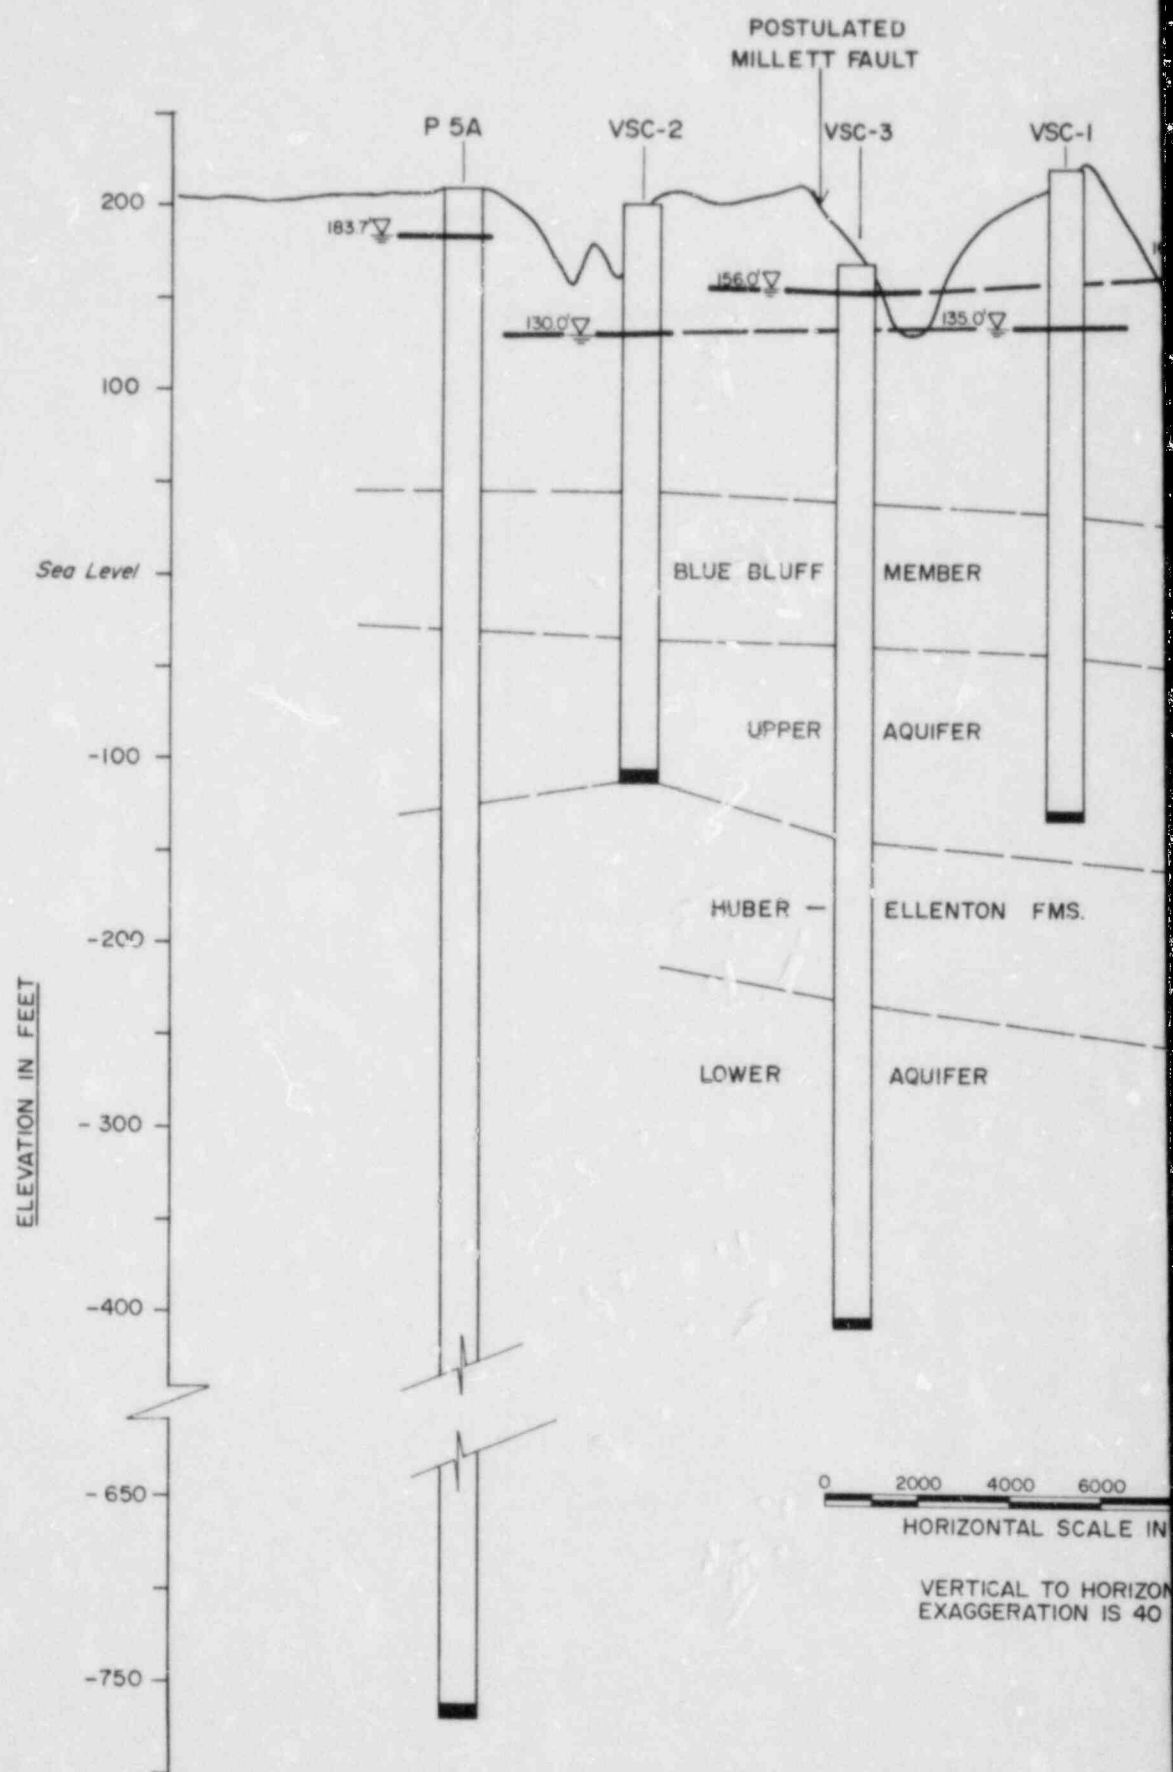 POSTULATED
MILLETT FAULT
P 5A
VSC-2
VSC-3
VSC-1
200
183.7'
156.0'
130.0'
135.0'
100
Sea Level
BLUE BLUFF MEMBER
UPPER AQUIFER
-100
HUBER - ELLENTON FMS.
-200
LOWER AQUIFER
-300
-400
-650
-750
ELEVATION IN FEET
0 2000 4000 6000
HORIZONTAL SCALE IN
VERTICAL TO HORIZON
EXAGGERATION IS 40